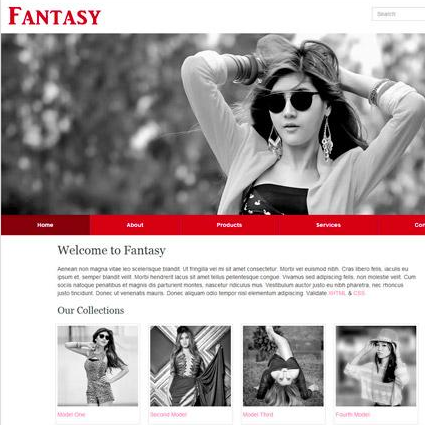 FANTASY
Search
Home About Products Services Con
Welcome to Fantasy
Aenean non magna vitae leo scelerisque blandit. Ut fringilla vel mi sit amet consectetur. Morbi vel euismod nibh. Cras libero felis, iaculis eu
ipsum et, semper blandit velit. Morbi hendrerit lacus sit amet tellus pellentesque congue. Vivamus sed adipiscing felis, non molestie velit. Cum
sociis natoque penatibus et magnis dis parturient montes, nascetur ridiculus mus. Vestibulum auctor justo eu nibh pharetra, nec rhoncus
justo tincidunt. Donec ut venenatis mauris. Donec aliquam odio tempor nisl elementum adipiscing. Validate XHTML & CSS.
Our Collections
Model One Second Model Model Third Fourth Model